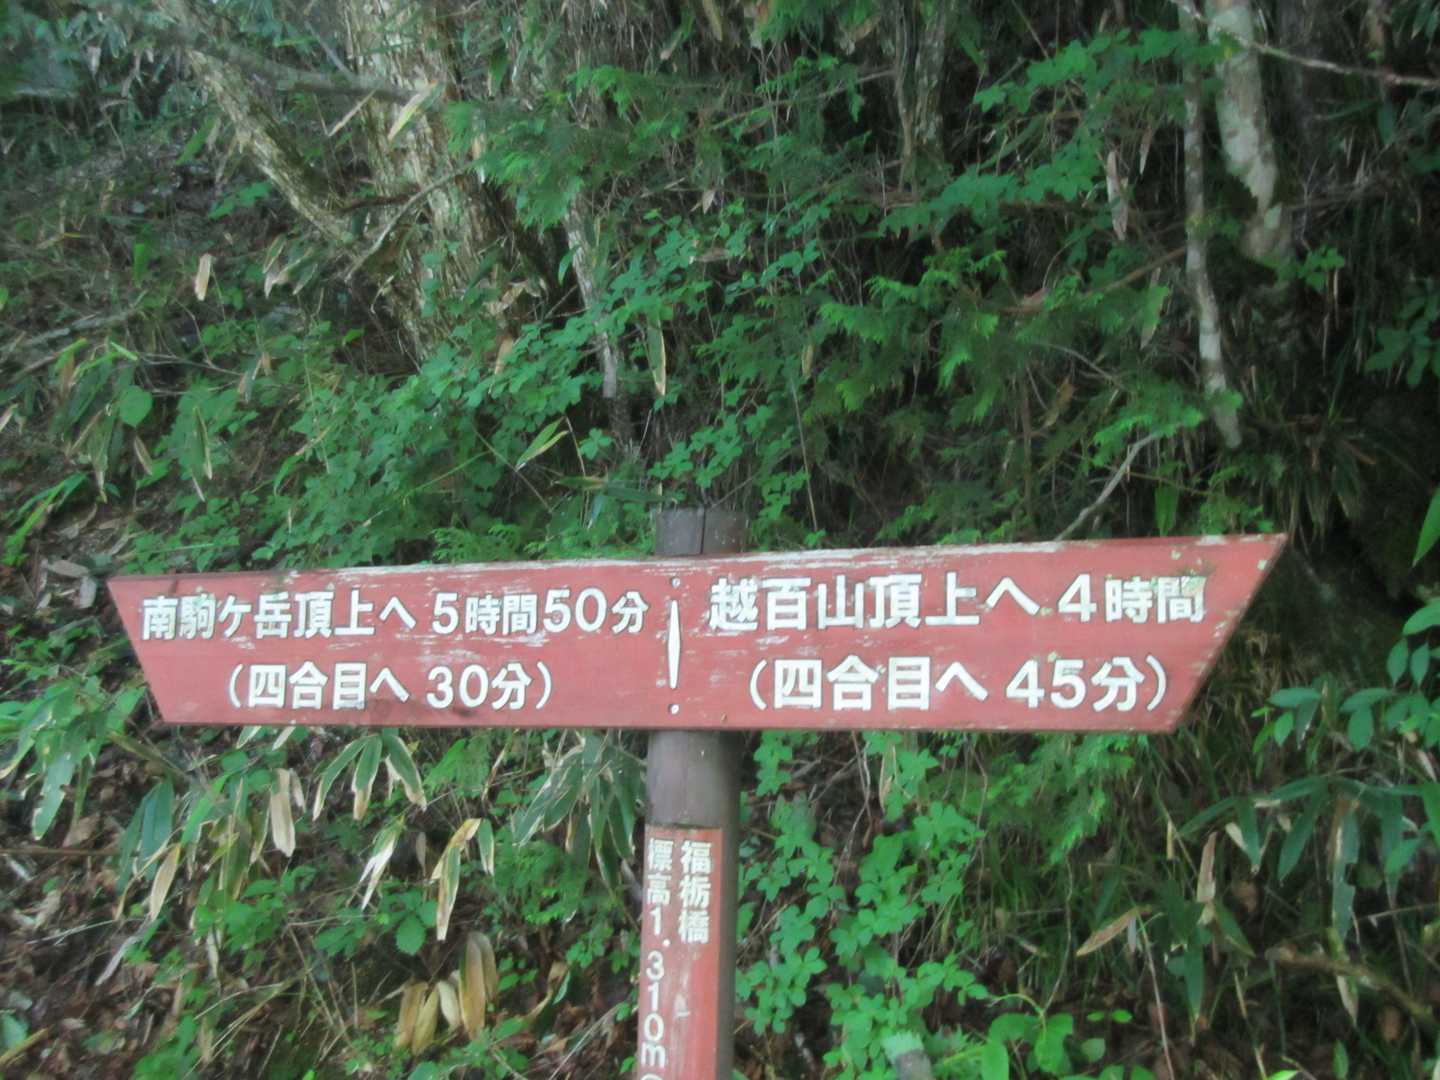 南駒ケ岳頂上へ5時間50分
(四合目へ 30分)
越百山頂上へ4時間
(四合目へ 45分)
福栃橋
標高1.310m